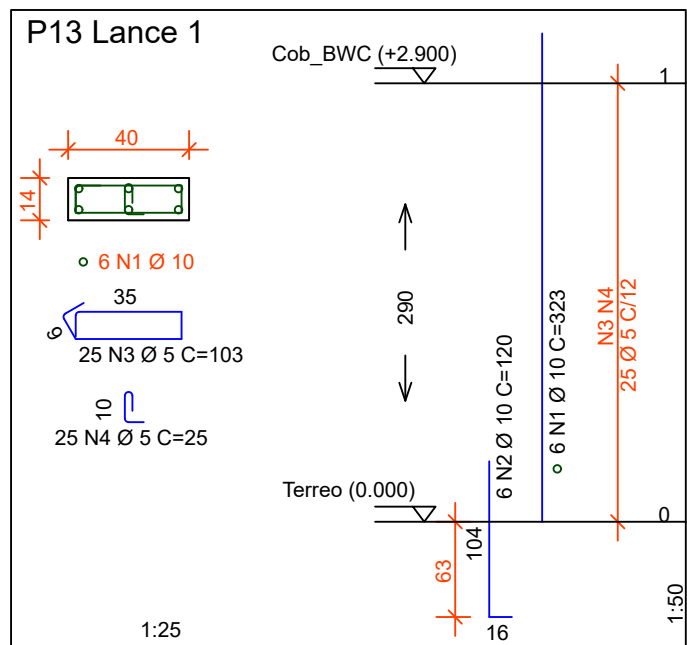 P13 Lance 1
Cob_BWC (+2.900)
1
40
14
6 N1 Ø 10
35
9
25 N3 Ø 5 C=103
10
25 N4 Ø 5 C=25
290
6 N2 Ø 10 C=120
6 N1 Ø 10 C=323
N3 N4
25 Ø 5 C/12
Terreo (0.000)
0
104
63
16
1:25
1:50